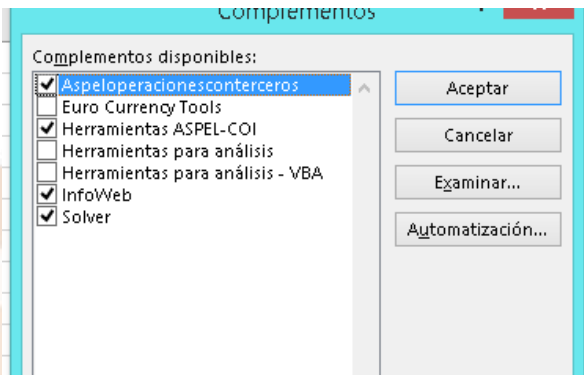 Complementos
Complementos disponibles:
Aspeloperacionesconterceros
Euro Currency Tools
Herramientas ASPEL-COI
Herramientas para análisis
Herramientas para análisis - VBA
InfoWeb
Solver
Aceptar
Cancelar
Examinar...
Automatización...